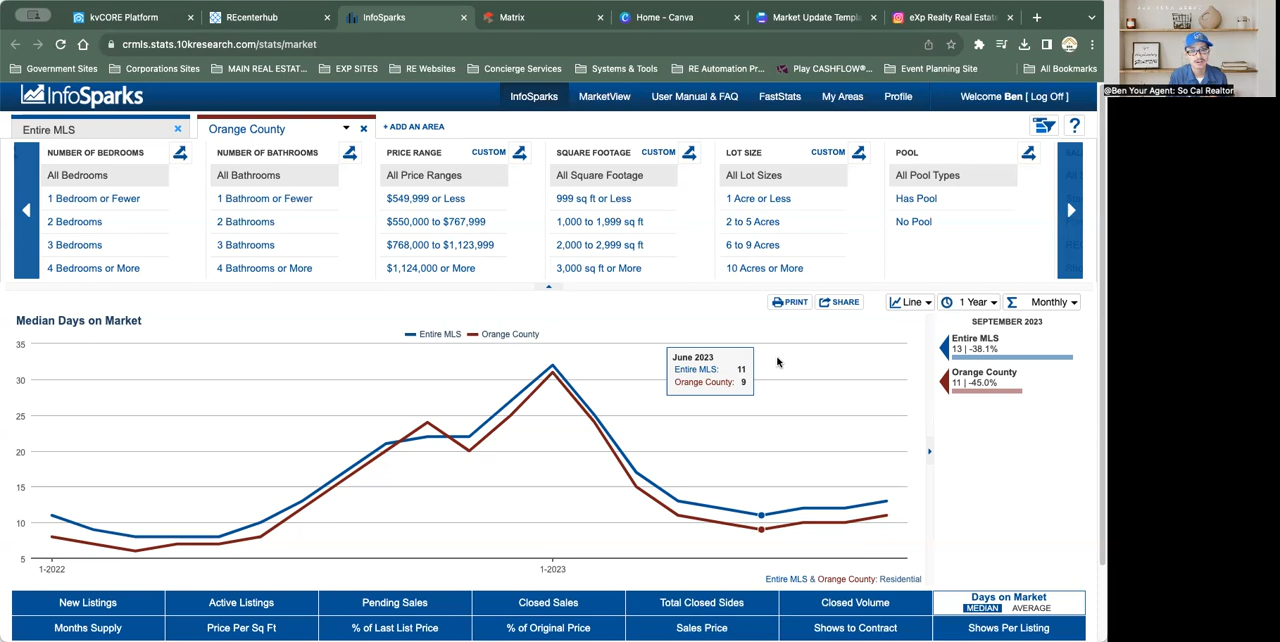 kvCORE Platform
REcenterhub
InfoSparks
Matrix
Home - Canva
Market Update Templ
eXp Realty Real Estat
crmls.stats.10kresearch.com/stats/market
Government Sites
Corporations Sites
MAIN REAL ESTAT...
EXP SITES
RE Websites
Concierge Services
Systems & Tools
RE Automation Pr...
Play CASHFLOW®...
Event Planning Site
All Bookmarks
@Ben Your Agent: So Cal Realtor
InfoSparks
InfoSparks
MarketView
User Manual & FAQ
FastStats
My Areas
Profile
Welcome Ben [ Log Off ]
Entire MLS
Orange County
+ ADD AN AREA
?
NUMBER OF BEDROOMS
All Bedrooms
1 Bedroom or Fewer
2 Bedrooms
3 Bedrooms
4 Bedrooms or More
NUMBER OF BATHROOMS
All Bathrooms
1 Bathroom or Fewer
2 Bathrooms
3 Bathrooms
4 Bathrooms or More
PRICE RANGE CUSTOM
All Price Ranges
$549,999 or Less
$550,000 to $767,999
$768,000 to $1,123,999
$1,124,000 or More
SQUARE FOOTAGE CUSTOM
All Square Footage
999 sq ft or Less
1,000 to 1,999 sq ft
2,000 to 2,999 sq ft
3,000 sq ft or More
LOT SIZE CUSTOM
All Lot Sizes
1 Acre or Less
2 to 5 Acres
6 to 9 Acres
10 Acres or More
POOL
All Pool Types
Has Pool
No Pool
PRINT
SHARE
Line
1 Year
Σ Monthly
Median Days on Market
Entire MLS
Orange County
35
30
25
20
15
10
5
1-2022
1-2023
June 2023
Entire MLS: 11
Orange County: 9
SEPTEMBER 2023
Entire MLS
13 | -38.1%
Orange County
11 | -45.0%
Entire MLS & Orange County: Residential
New Listings
Active Listings
Pending Sales
Closed Sales
Total Closed Sides
Closed Volume
Days on Market
MEDIAN AVERAGE
Months Supply
Price Per Sq Ft
% of Last List Price
% of Original Price
Sales Price
Shows to Contract
Shows Per Listing